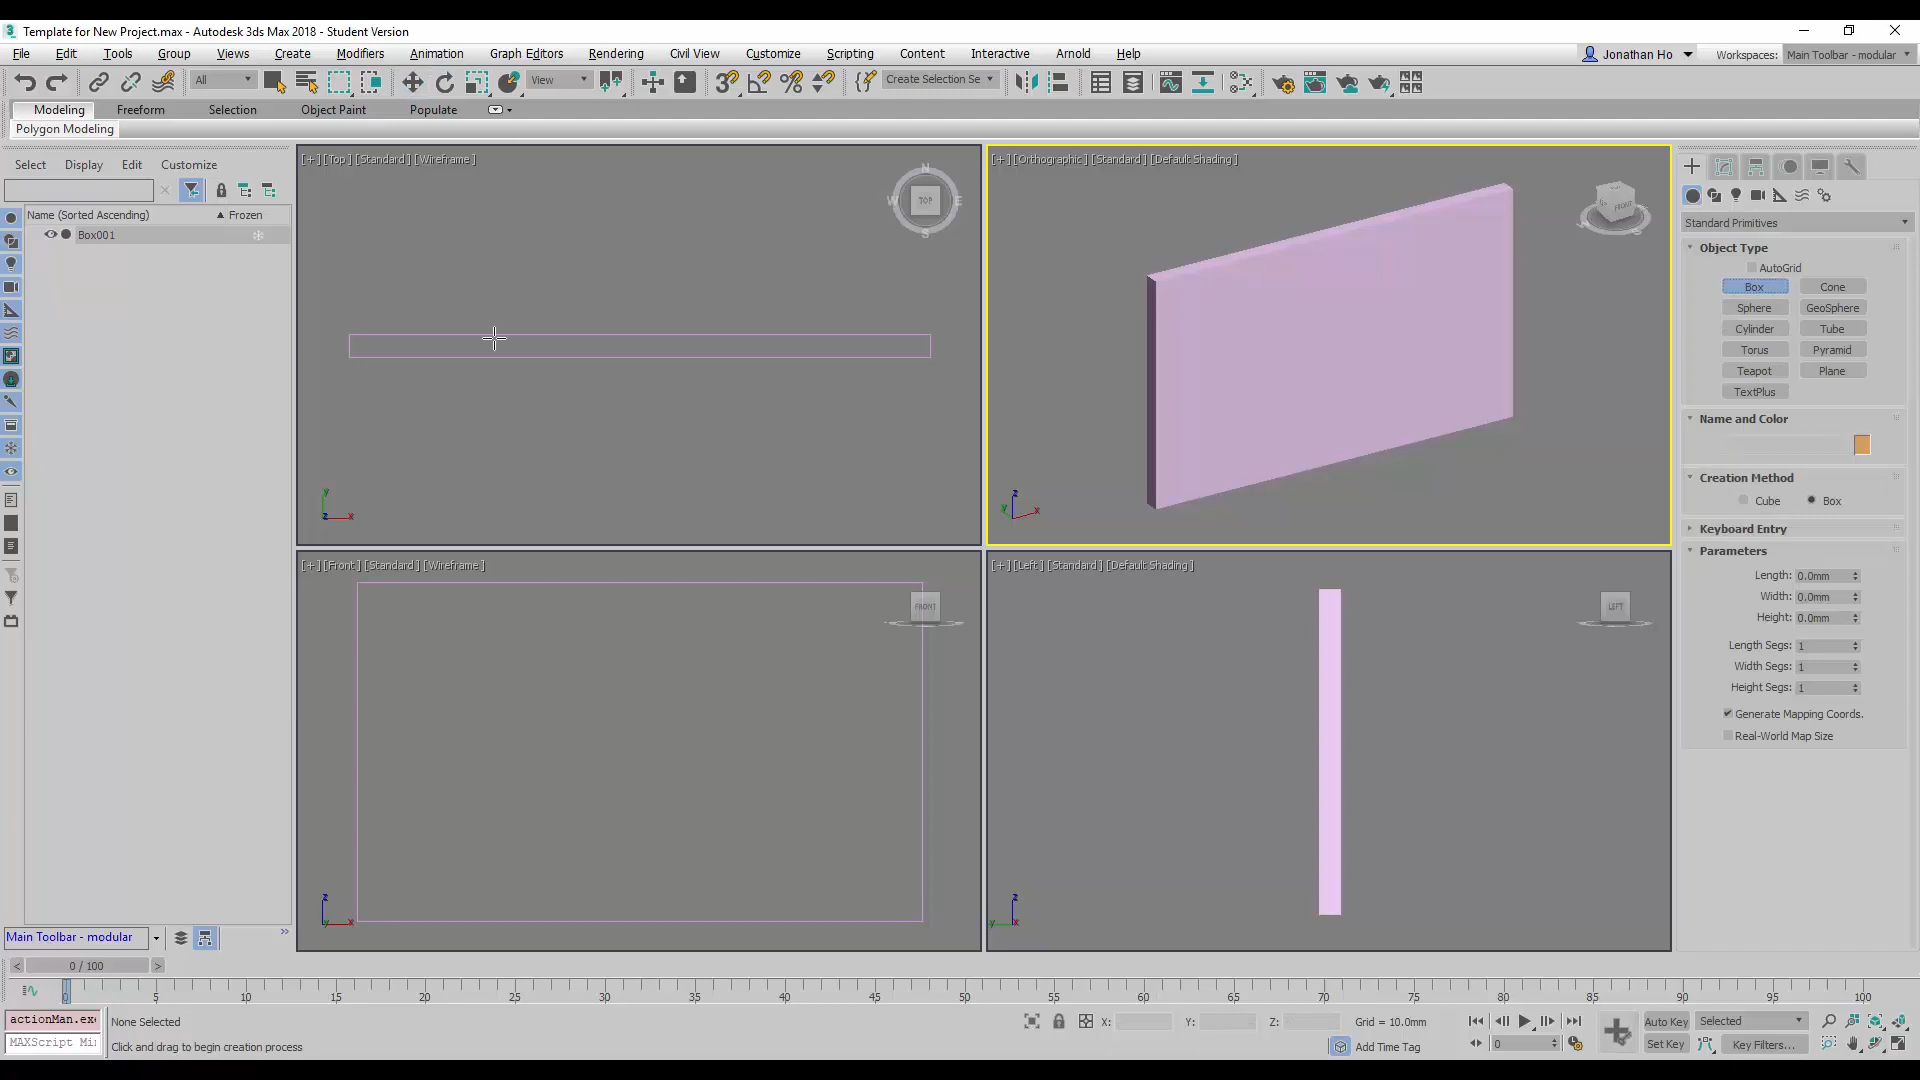 Template for New Project.max - Autodesk 3ds Max 2018 - Student Version
File Edit Tools Group Views Create Modifiers Animation Graph Editors Rendering Civil View Customize Scripting Content Interactive Arnold Help Jonathan Ho Workspaces: Main Toolbar - modular
All View Create Selection Se
Modeling Freeform Selection Object Paint Populate
Polygon Modeling
Select Display Edit Customize
Name (Sorted Ascending) Frozen
Box001
[+] [Top] [Standard] [Wireframe]
N
W TOP E
S
y
z x
[+] [Orthographic] [Standard] [Default Shading]
FRONT
z
y x
[+] [Front] [Standard] [Wireframe]
FRONT
z
y x
[+] [Left] [Standard] [Default Shading]
LEFT
z
y x
Standard Primitives
Object Type
AutoGrid
Box Cone
Sphere GeoSphere
Cylinder Tube
Torus Pyramid
Teapot Plane
TextPlus
Name and Color
Creation Method
Cube Box
Keyboard Entry
Parameters
Length: 0.0mm
Width: 0.0mm
Height: 0.0mm
Length Segs: 1
Width Segs: 1
Height Segs: 1
Generate Mapping Coords.
Real-World Map Size
Main Toolbar - modular
< 0 / 100 >
0 5 10 15 20 25 30 35 40 45 50 55 60 65 70 75 80 85 90 95 100
actionMan.exe None Selected X: Y: Z: Grid = 10.0mm Auto Key Selected
MAXScript Mi Click and drag to begin creation process Add Time Tag 0 Set Key Key Filters...